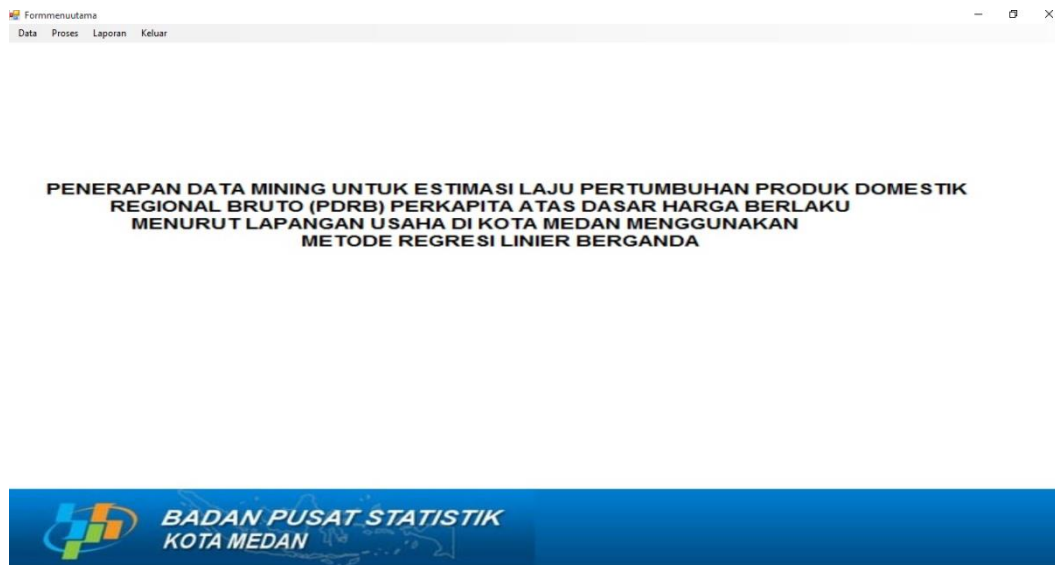 Formmenuutama
Data Proses Laporan Keluar
PENERAPAN DATA MINING UNTUK ESTIMASI LAJU PERTUMBUHAN PRODUK DOMESTIK
REGIONAL BRUTO (PDRB) PERKAPITA ATAS DASAR HARGA BERLAKU
MENURUT LAPANGAN USAHA DI KOTA MEDAN MENGGUNAKAN
METODE REGRESI LINIER BERGANDA
BADAN PUSAT STATISTIK
KOTA MEDAN